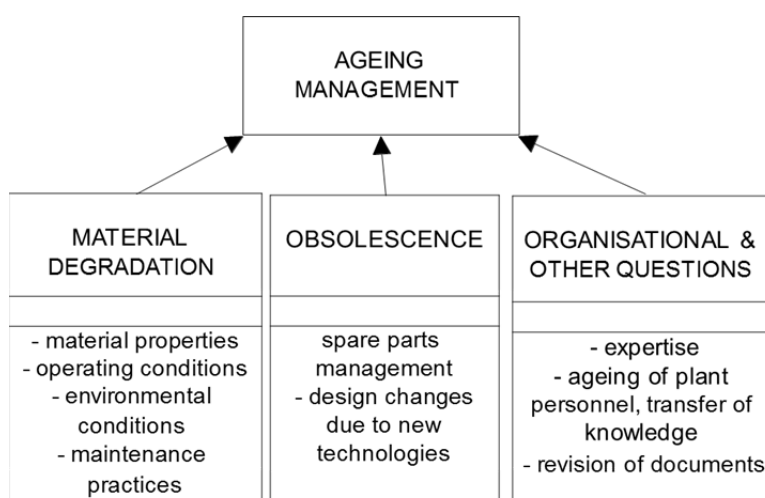 AGEING
MANAGEMENT
MATERIAL
DEGRADATION
- material properties
- operating conditions
- environmental
conditions
- maintenance
practices
OBSOLESCENCE
spare parts
management
- design changes
due to new
technologies
ORGANISATIONAL &
OTHER QUESTIONS
- expertise
- ageing of plant
personnel, transfer of
knowledge
- revision of documents